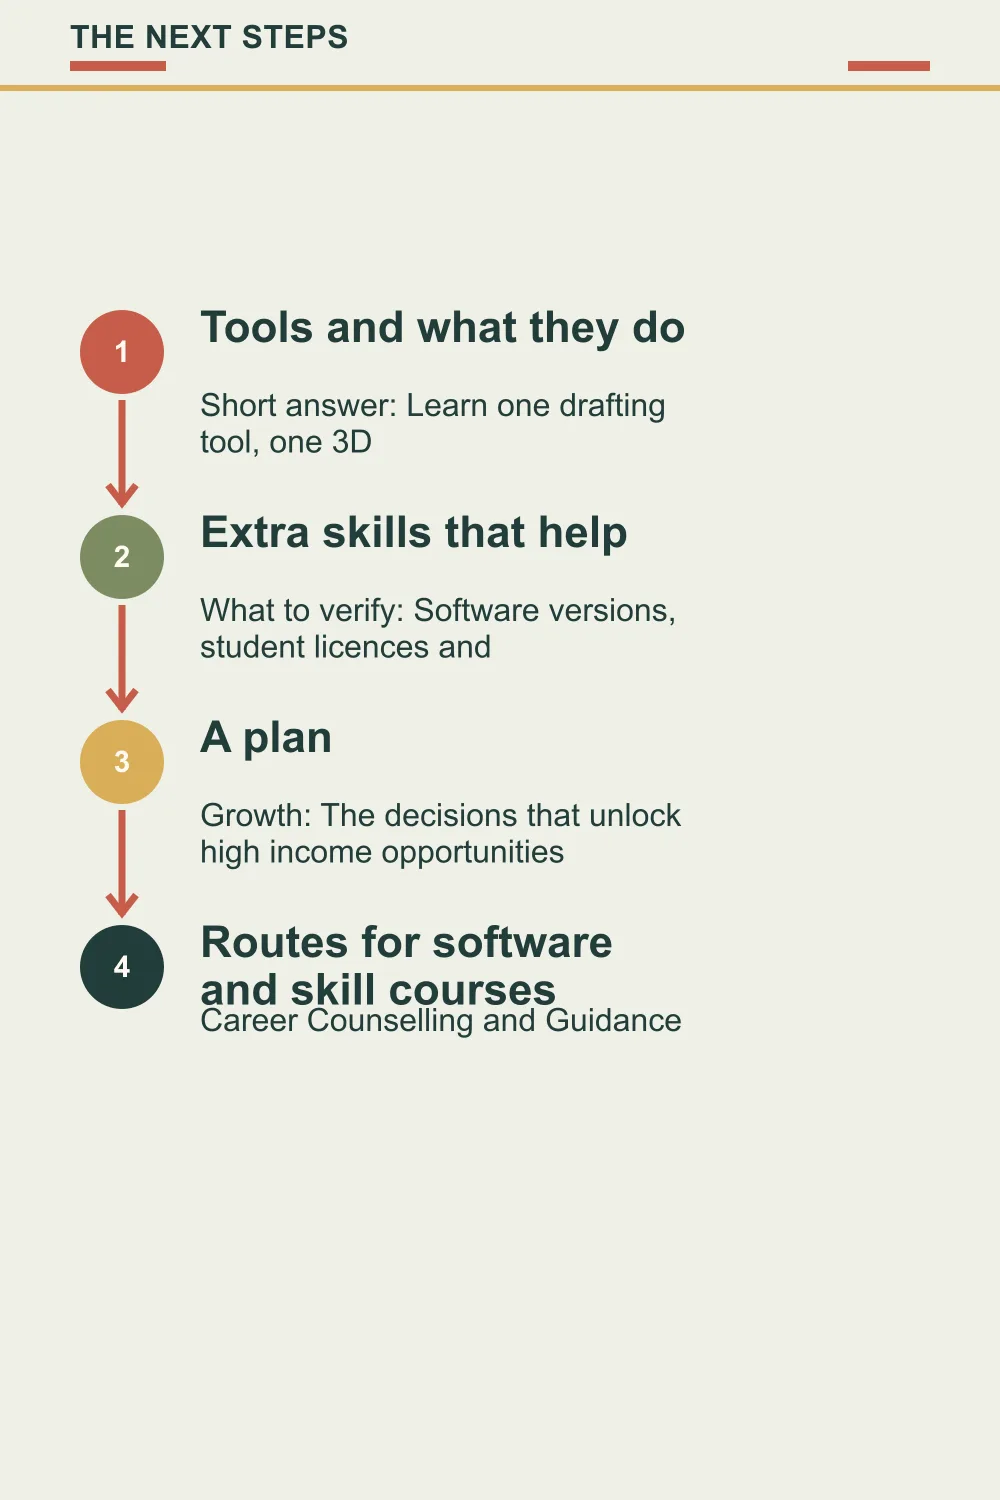 THE NEXT STEPS
1
Tools and what they do
Short answer: Learn one drafting
tool, one 3D
2
Extra skills that help
What to verify: Software versions,
student licences and
3
A plan
Growth: The decisions that unlock
high income opportunities
4
Routes for software
and skill courses
Career Counselling and Guidance